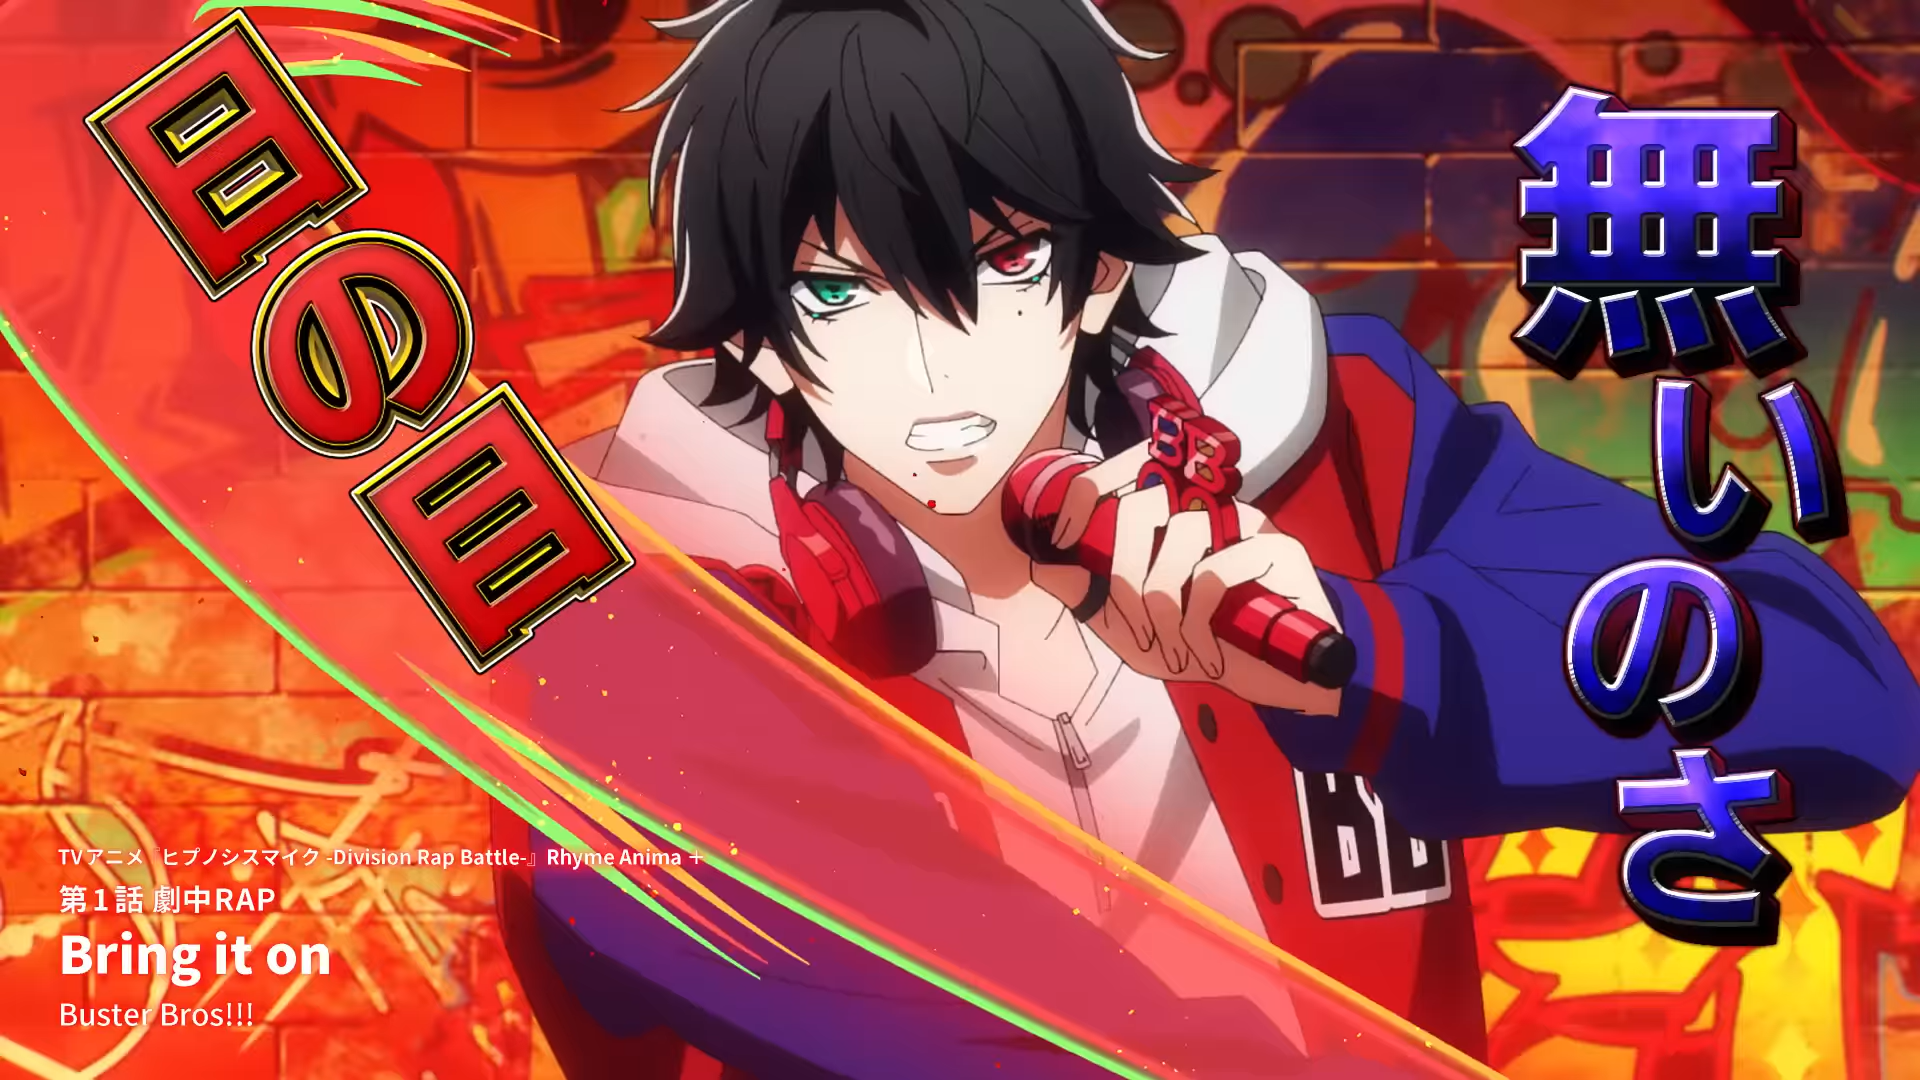 日の目
無いのさ
BB
BB
TVアニメ『ヒプノシスマイク -Division Rap Battle-』Rhyme Anima ＋
第1話 劇中RAP
Bring it on
Buster Bros!!!